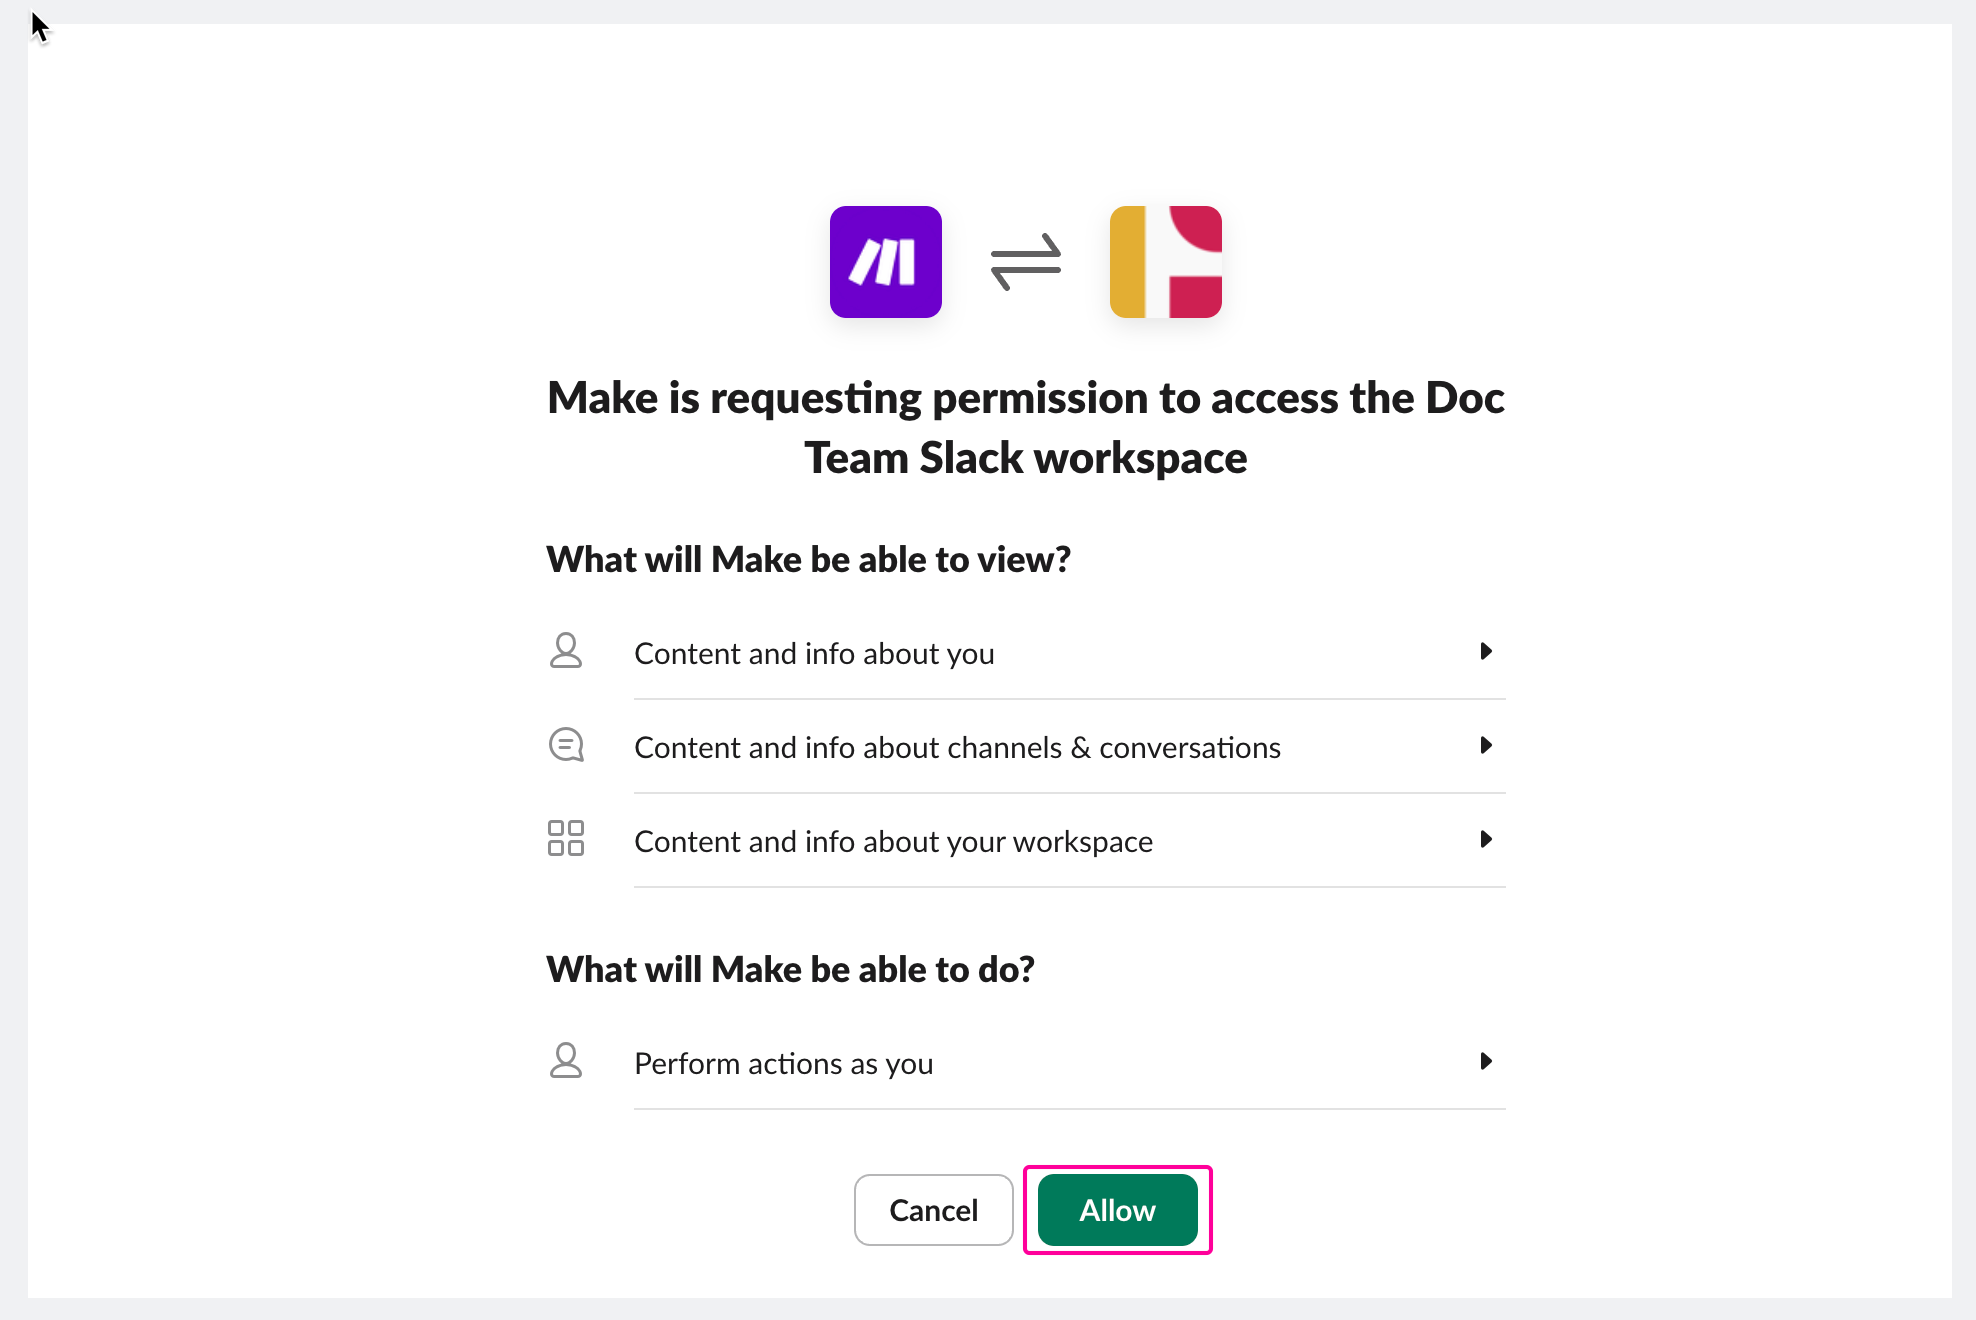 Make is requesting permission to access the Doc
Team Slack workspace
What will Make be able to view?
Content and info about you
Content and info about channels & conversations
Content and info about your workspace
What will Make be able to do?
Perform actions as you
Cancel
Allow